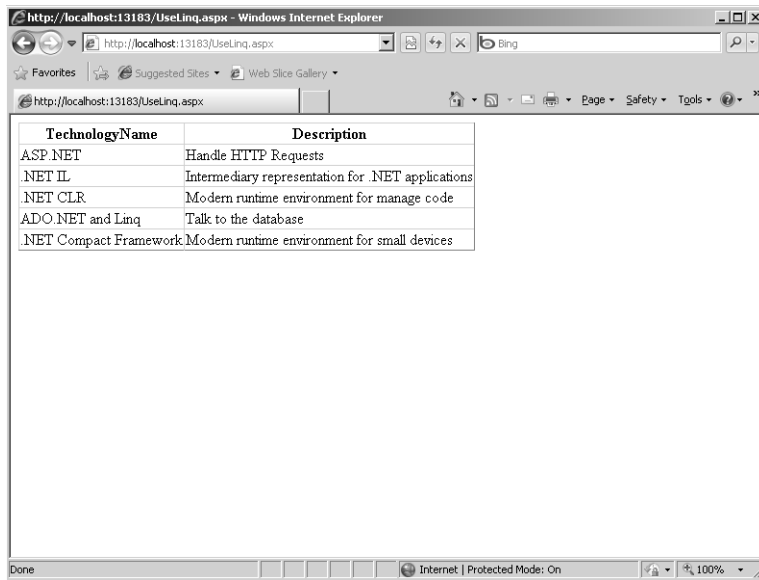 http://localhost:13183/UseLinq.aspx - Windows Internet Explorer
http://localhost:13183/UseLinq.aspx Bing
Favorites Suggested Sites Web Slice Gallery
http://localhost:13183/UseLinq.aspx Page Safety Tools »
TechnologyName Description
ASP.NET Handle HTTP Requests
.NET IL Intermediary representation for .NET applications
.NET CLR Modern runtime environment for manage code
ADO.NET and Linq Talk to the database
.NET Compact Framework Modern runtime environment for small devices
Done Internet | Protected Mode: On 100%